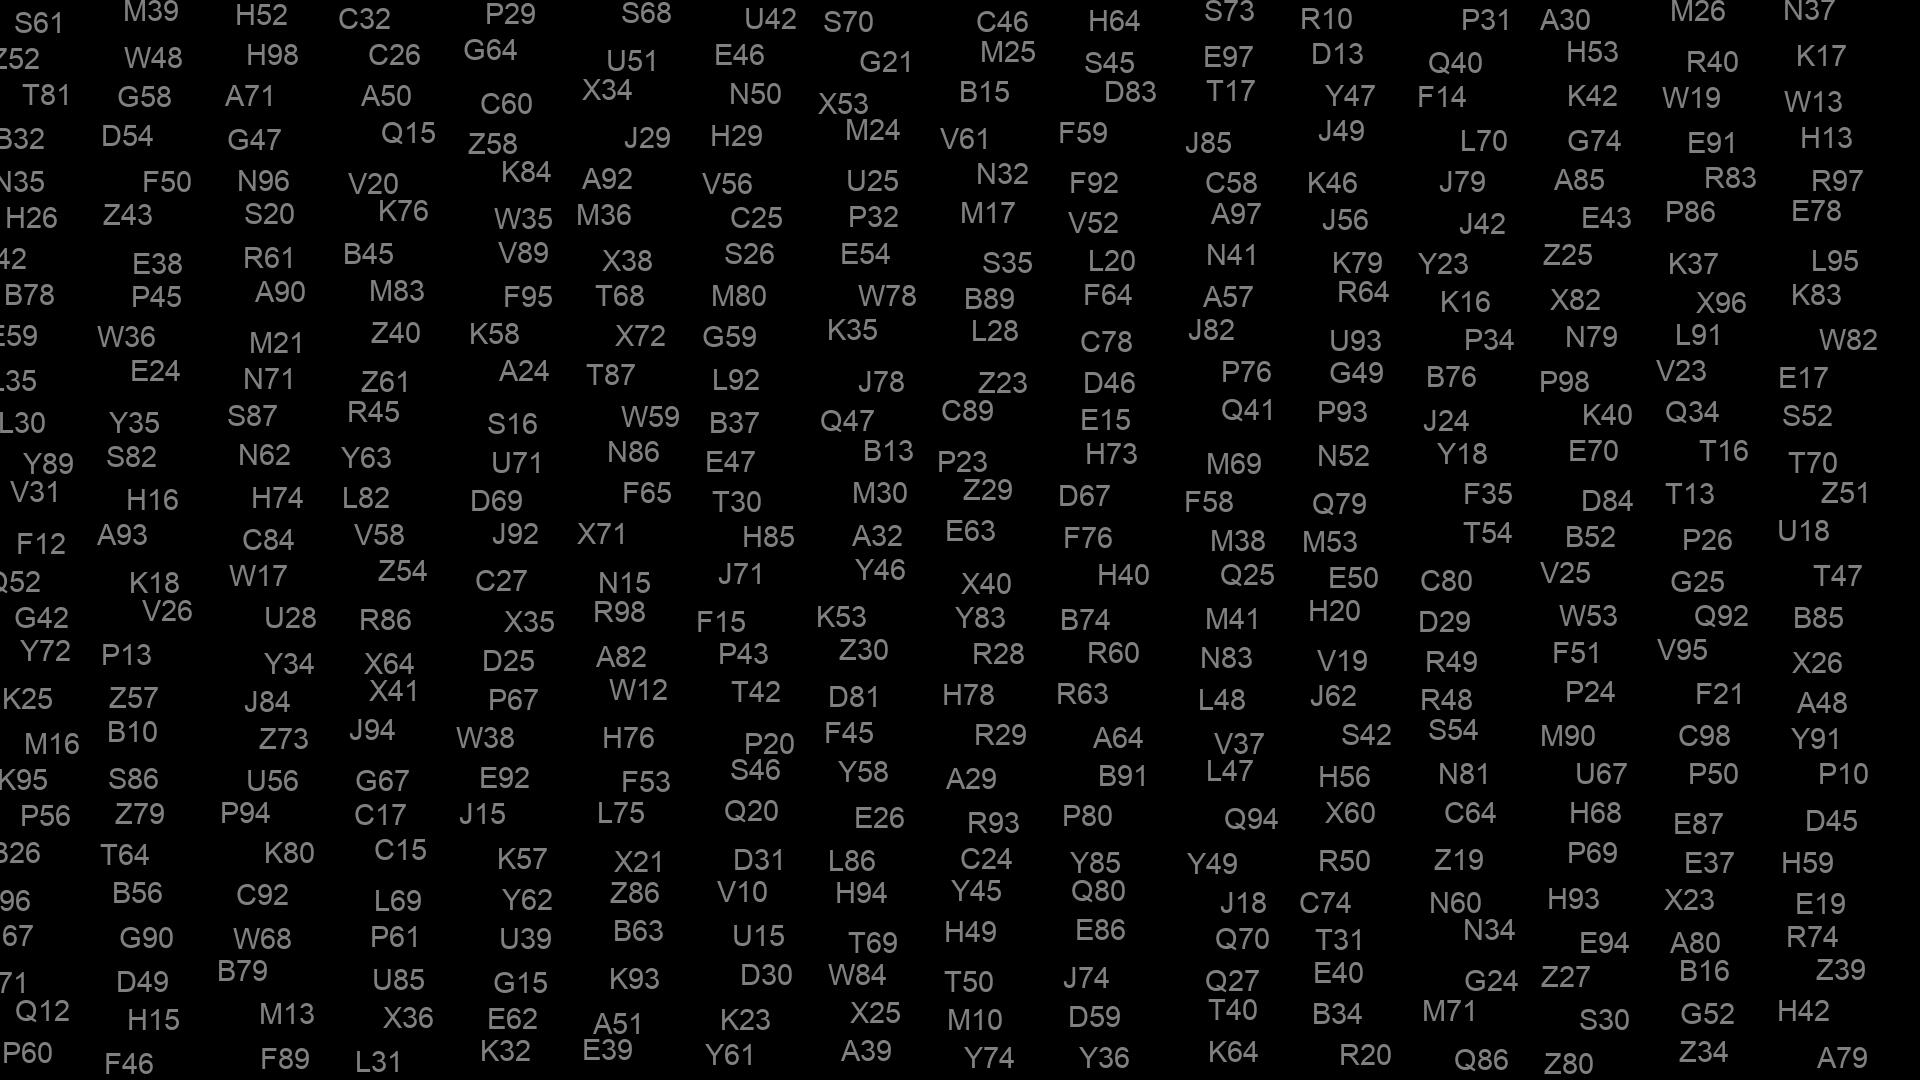 S61 M39 H52 C32 P29 S68 U42 S70 C46 H64 S73 R10 P31 A30 M26 N37
Z52 W48 H98 C26 G64 U51 E46 G21 M25 S45 E97 D13 Q40 H53 R40 K17
T81 G58 A71 A50 C60 X34 N50 X53 B15 D83 T17 Y47 F14 K42 W19 W13
B32 D54 G47 Q15 Z58 J29 H29 M24 V61 F59 J85 J49 L70 G74 E91 H13
N35 F50 N96 V20 K84 A92 V56 U25 N32 F92 C58 K46 J79 A85 R83 R97
H26 Z43 S20 K76 W35 M36 C25 P32 M17 V52 A97 J56 J42 E43 P86 E78
42 E38 R61 B45 V89 X38 S26 E54 S35 L20 N41 K79 Y23 Z25 K37 L95
B78 P45 A90 M83 F95 T68 M80 W78 B89 F64 A57 R64 K16 X82 X96 K83
E59 W36 M21 Z40 K58 X72 G59 K35 L28 C78 J82 U93 P34 N79 L91 W82
L35 E24 N71 Z61 A24 T87 L92 J78 Z23 D46 P76 G49 B76 P98 V23 E17
L30 Y35 S87 R45 S16 W59 B37 Q47 C89 E15 Q41 P93 J24 K40 Q34 S52
Y89 S82 N62 Y63 U71 N86 E47 B13 P23 H73 M69 N52 Y18 E70 T16 T70
V31 H16 H74 L82 D69 F65 T30 M30 Z29 D67 F58 Q79 F35 D84 T13 Z51
F12 A93 C84 V58 J92 X71 H85 A32 E63 F76 M38 M53 T54 B52 P26 U18
Q52 K18 W17 Z54 C27 N15 J71 Y46 X40 H40 Q25 E50 C80 V25 G25 T47
G42 V26 U28 R86 X35 R98 F15 K53 Y83 B74 M41 H20 D29 W53 Q92 B85
Y72 P13 Y34 X64 D25 A82 P43 Z30 R28 R60 N83 V19 R49 F51 V95 X26
K25 Z57 J84 X41 P67 W12 T42 D81 H78 R63 L48 J62 R48 P24 F21 A48
M16 B10 Z73 J94 W38 H76 P20 F45 R29 A64 V37 S42 S54 M90 C98 Y91
K95 S86 U56 G67 E92 F53 S46 Y58 A29 B91 L47 H56 N81 U67 P50 P10
P56 Z79 P94 C17 J15 L75 Q20 E26 R93 P80 Q94 X60 C64 H68 E87 D45
B26 T64 K80 C15 K57 X21 D31 L86 C24 Y85 Y49 R50 Z19 P69 E37 H59
96 B56 C92 L69 Y62 Z86 V10 H94 Y45 Q80 J18 C74 N60 H93 X23 E19
67 G90 W68 P61 U39 B63 U15 T69 H49 E86 Q70 T31 N34 E94 A80 R74
71 D49 B79 U85 G15 K93 D30 W84 T50 J74 Q27 E40 G24 Z27 B16 Z39
Q12 H15 M13 X36 E62 A51 K23 X25 M10 D59 T40 B34 M71 S30 G52 H42
P60 F46 F89 L31 K32 E39 Y61 A39 Y74 Y36 K64 R20 Q86 Z80 Z34 A79